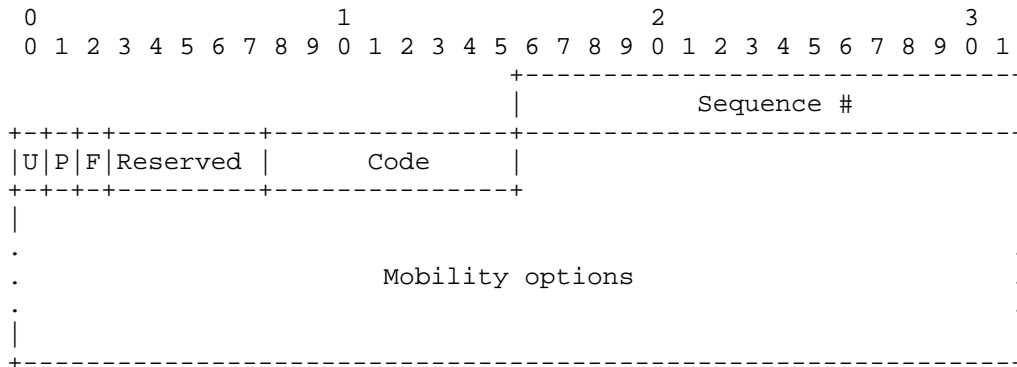 0                   1                   2                   3
0 1 2 3 4 5 6 7 8 9 0 1 2 3 4 5 6 7 8 9 0 1 2 3 4 5 6 7 8 9 0 1
Sequence #
|U|P|F|Reserved |     Code      |
Mobility options